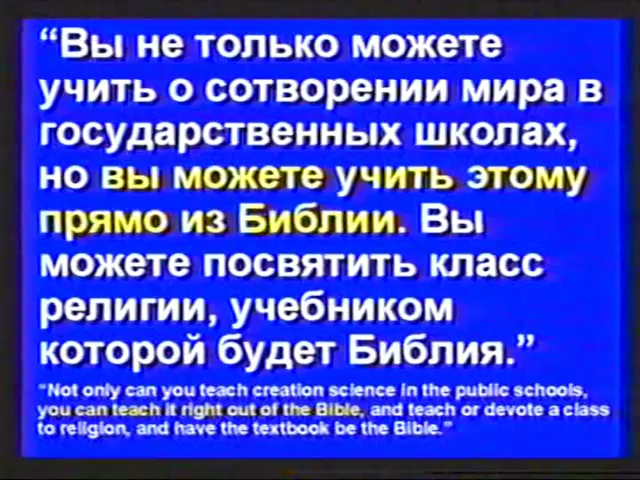 “Вы не только можете
учить о сотворении мира в
государственных школах,
но вы можете учить этому
прямо из Библии. Вы
можете посвятить класс
религии, учебником
которой будет Библия.”
“Not only can you teach creation science in the public schools,
you can teach it right out of the Bible, and teach or devote a class
to religion, and have the textbook be the Bible.”